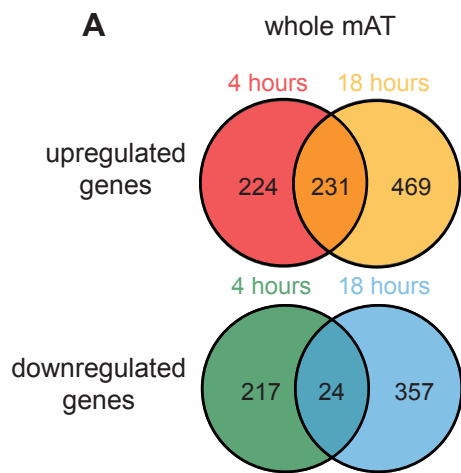 A
whole mAT
4 hours
18 hours
upregulated
genes
224
231
469
4 hours
18 hours
downregulated
genes
217
24
357